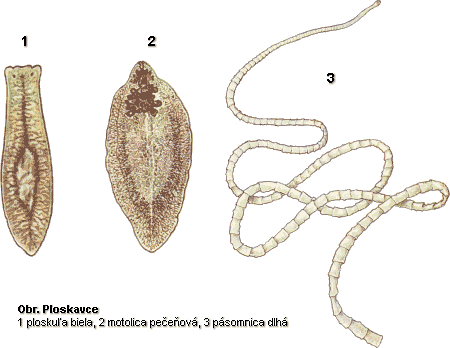 1
2
3
Obr. Ploskavce
1 ploskuľa biela, 2 motolica pečeňová, 3 pásomnica dlhá